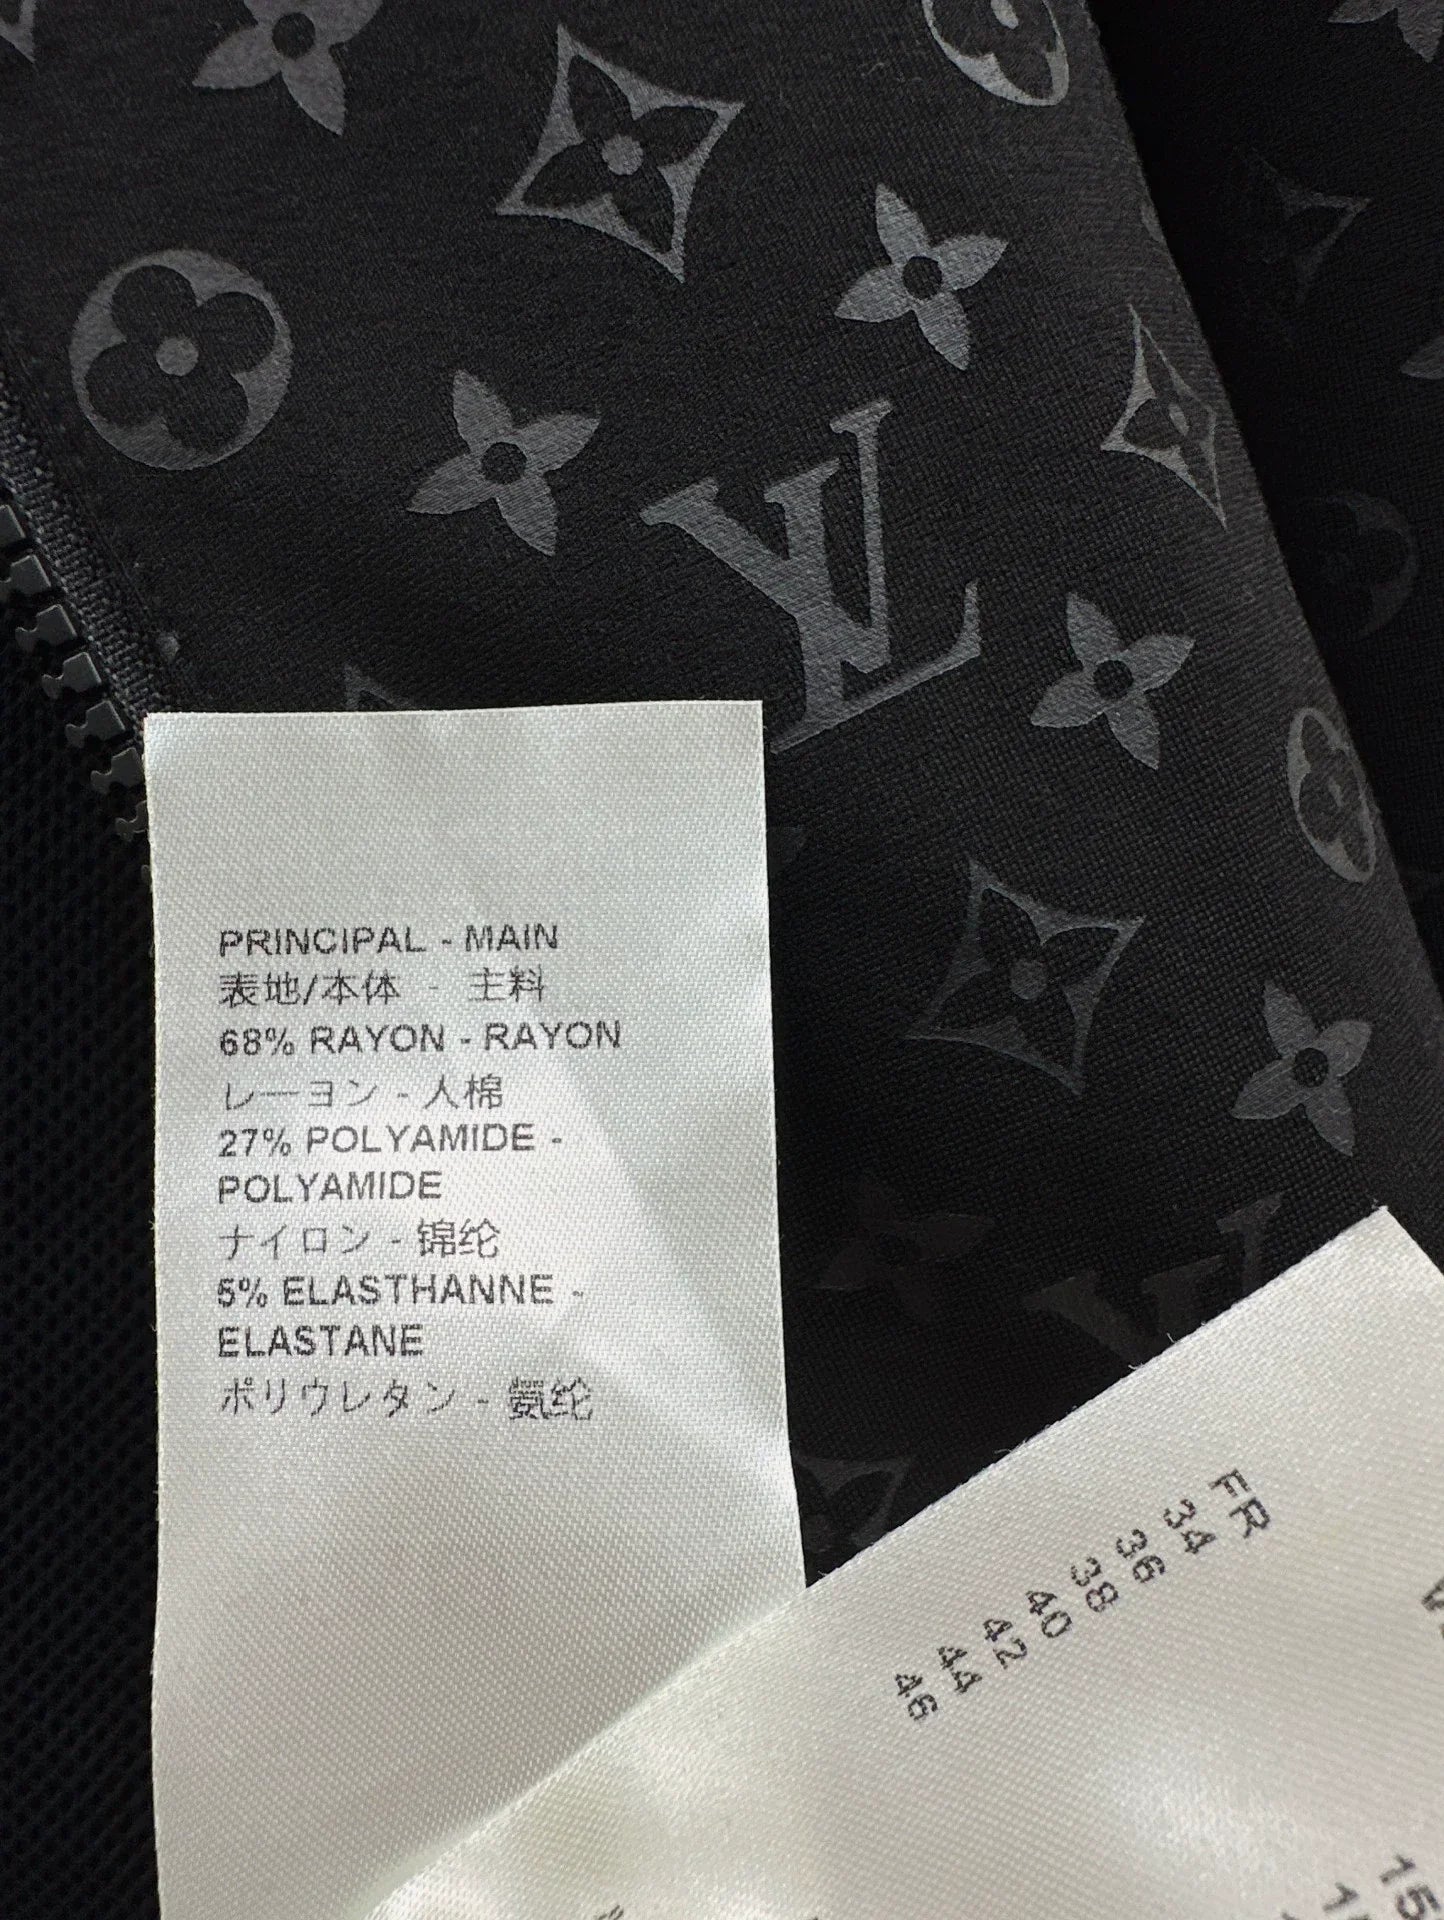 LV
PRINCIPAL - MAIN
表地/本体 - 主料
68% RAYON - RAYON
レーヨン - 人棉
27% POLYAMIDE -
POLYAMIDE
ナイロン - 锦纶
5% ELASTHANNE -
ELASTANE
ポリウレタン - 氨纶
FR
34
36
38
40
42
44
46